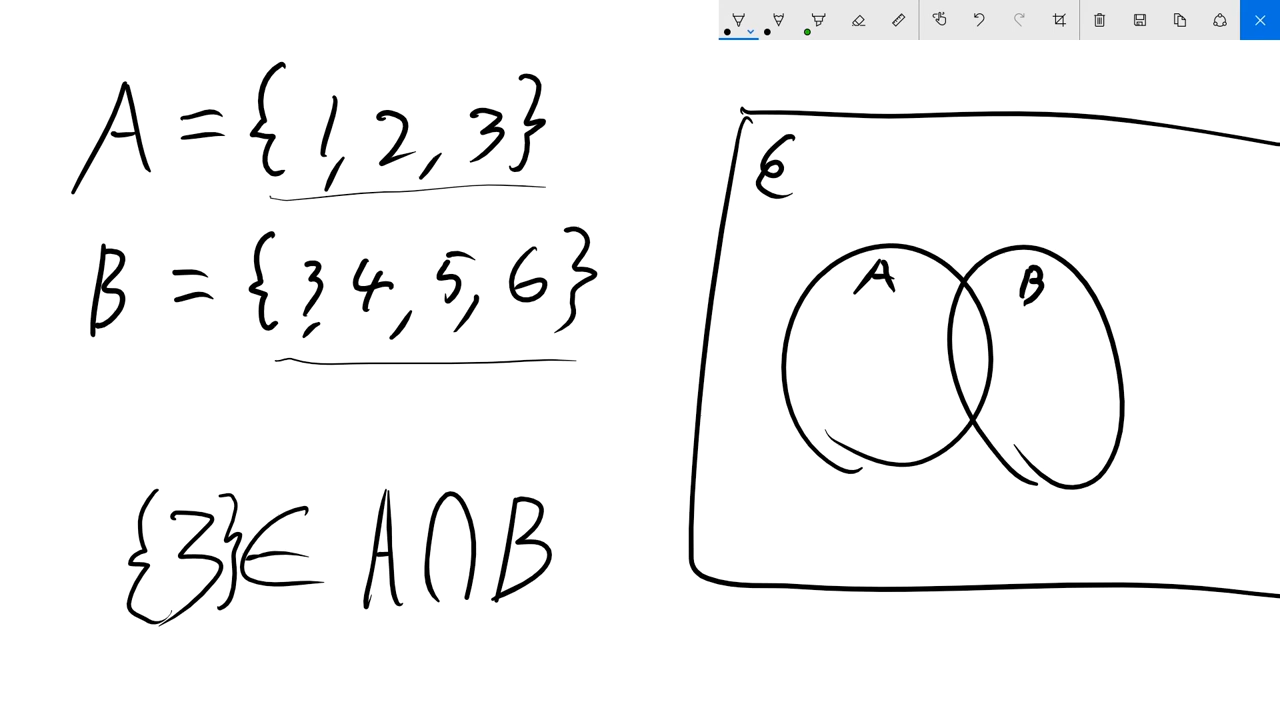 A = {1, 2, 3}
B = {3, 4, 5, 6}
{3} ∈ A∩B
ℰ
A
B